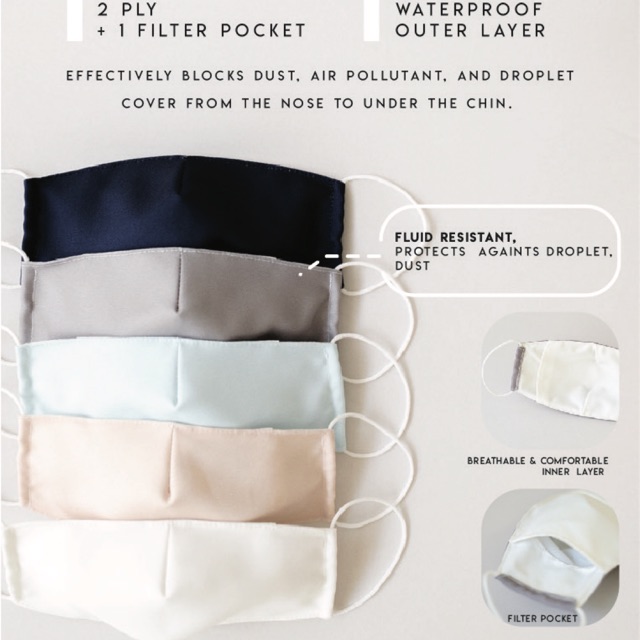 2 PLY
+ 1 FILTER POCKET
WATERPROOF
OUTER LAYER
EFFECTIVELY BLOCKS DUST, AIR POLLUTANT, AND DROPLET
COVER FROM THE NOSE TO UNDER THE CHIN.
FLUID RESISTANT,
PROTECTS AGAINTS DROPLET,
DUST
BREATHABLE & COMFORTABLE
INNER LAYER
FILTER POCKET